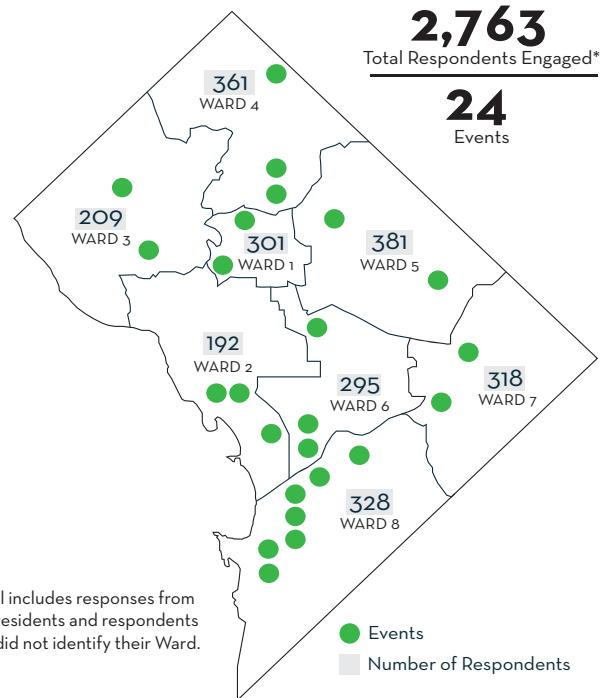 2,763
Total Respondents Engaged*
24
Events
361
WARD 4
209
WARD 3
301
WARD 1
381
WARD 5
192
WARD 2
295
WARD 6
318
WARD 7
328
WARD 8
l includes responses from
esidents and respondents
did not identify their Ward.
Events
Number of Respondents